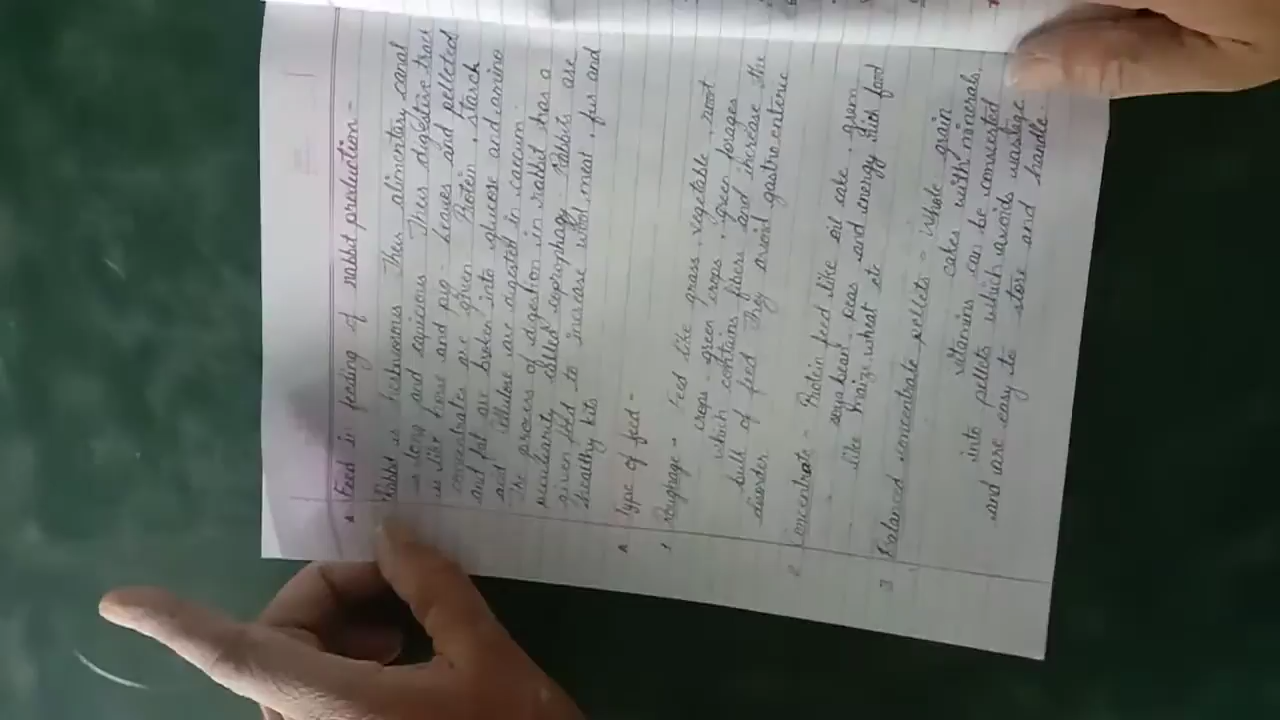 * Feed in feeding of rabbit production -
Rabbit is herbivorous. Their alimentary canal
is long and capacious. Their digestive tract
is like horse and pig. Leaves and pelleted
concentrates are given. Protein, starch
and fat are broken into glucose and amino
acid. Cellulose are digested in caecum.
The process of digestion in rabbit has a
peculiarity called coprophagy. Rabbits are
given feed to increase wool, meat, fur and
healthy kits
* Type of feed -
1 Roughage - Feed like grass, vegetable, root
crops, green crops, green forages
which contains fibers and increase the
bulk of feed They avoid gastro enteric
disorder
2 Concentrate - Protein feed like oil cake, gram
soyabean, peas and energy rich food
like maize, wheat etc
3 Balanced concentrate pellets - Whole grain
cakes with minerals
vitamins can be converted
into pellets which avoids wastage
and are easy to store and handle.